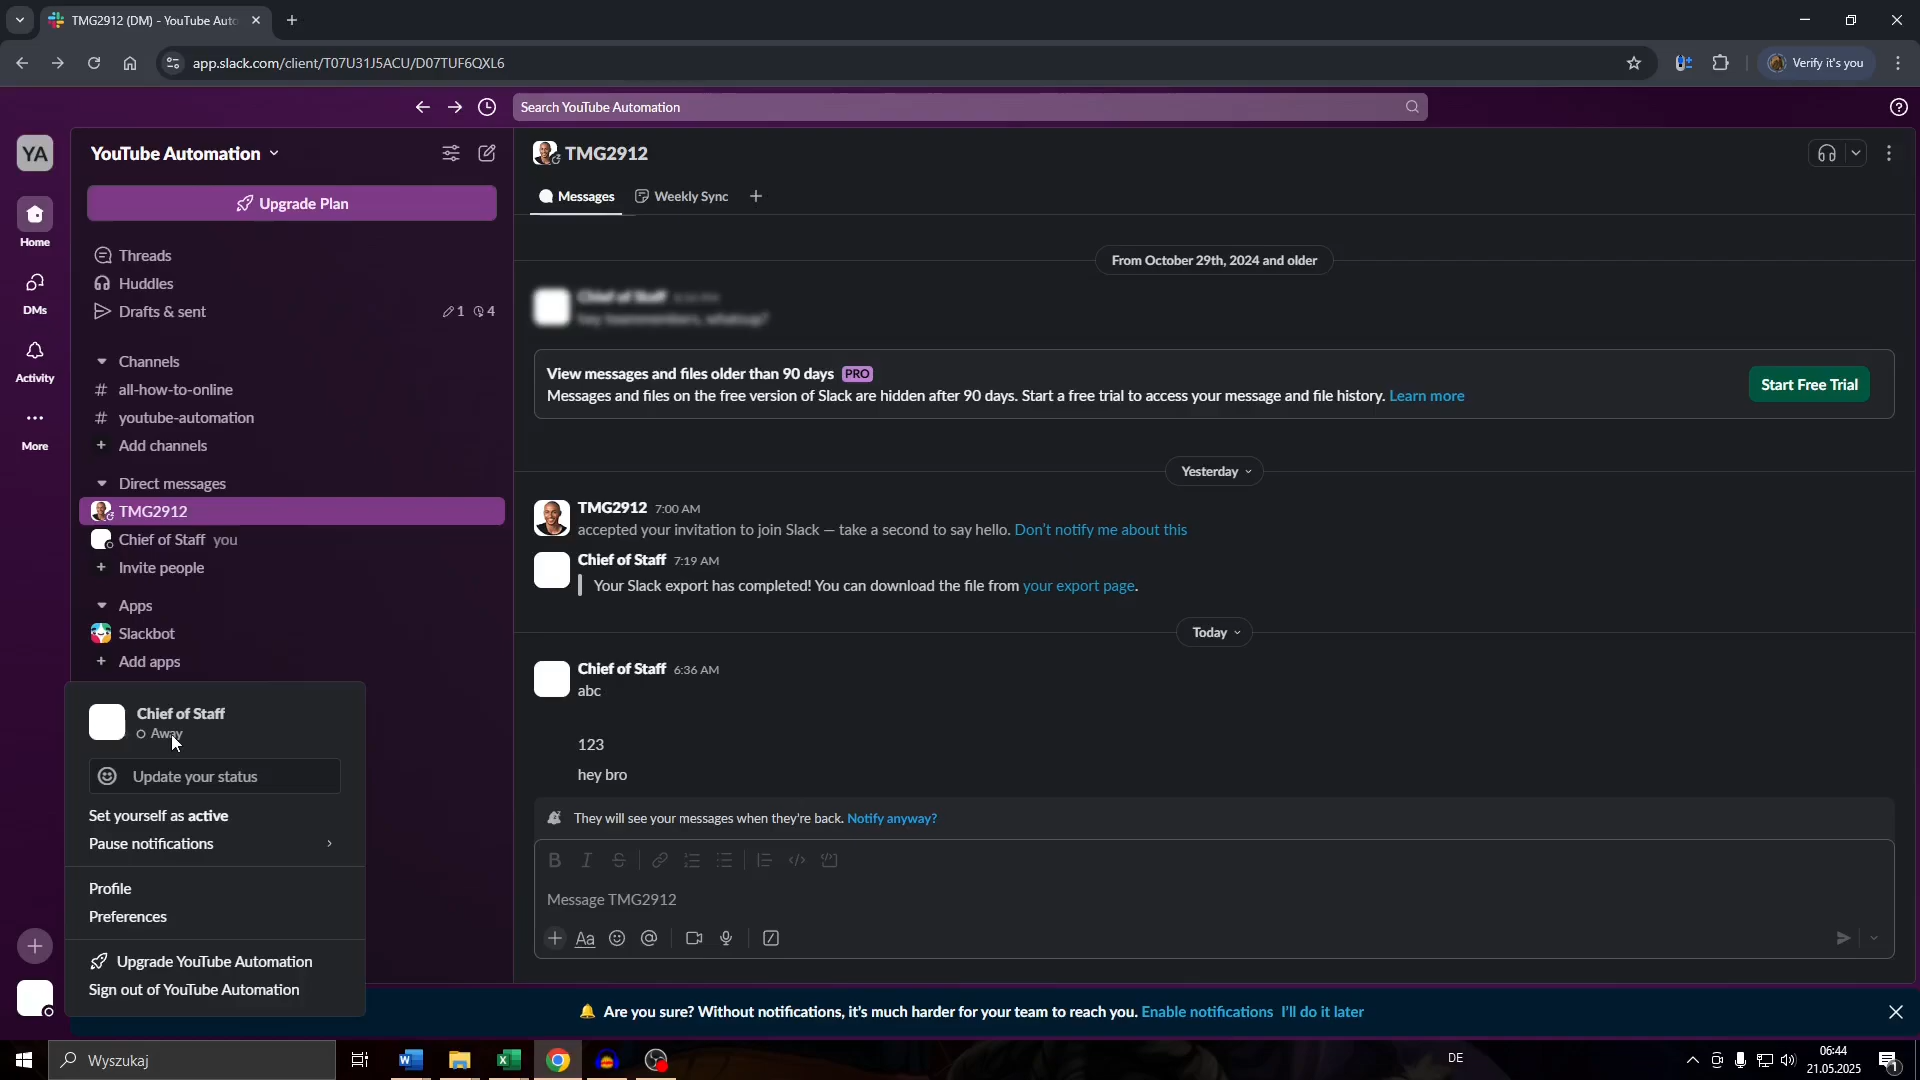 TMG2912 (DM) - YouTube Auto
app.slack.com/client/T07U31J5ACU/D07TUF6QXL6
Verify it's you
Search YouTube Automation
YA
Home
DMs
Activity
More
YouTube Automation
Upgrade Plan
Threads
Huddles
Drafts & sent 1 4
Channels
# all-how-to-online
# youtube-automation
+ Add channels
Direct messages
TMG2912
Chief of Staff you
+ Invite people
Apps
Slackbot
+ Add apps
Chief of Staff
Away
Update your status
Set yourself as active
Pause notifications
Profile
Preferences
Upgrade YouTube Automation
Sign out of YouTube Automation
TMG2912
Messages Weekly Sync +
From October 29th, 2024 and older
Chief of Staff
View messages and files older than 90 days PRO
Messages and files on the free version of Slack are hidden after 90 days. Start a free trial to access your message and file history. Learn more
Start Free Trial
Yesterday
TMG2912 7:00 AM
accepted your invitation to join Slack — take a second to say hello. Don't notify me about this
Chief of Staff 7:19 AM
Your Slack export has completed! You can download the file from your export page.
Today
Chief of Staff 6:36 AM
abc
123
hey bro
They will see your messages when they're back. Notify anyway?
B I S
Message TMG2912
+ Aa @
Are you sure? Without notifications, it's much harder for your team to reach you. Enable notifications I'll do it later
Wyszukaj
DE
06:44
21.05.2025
1